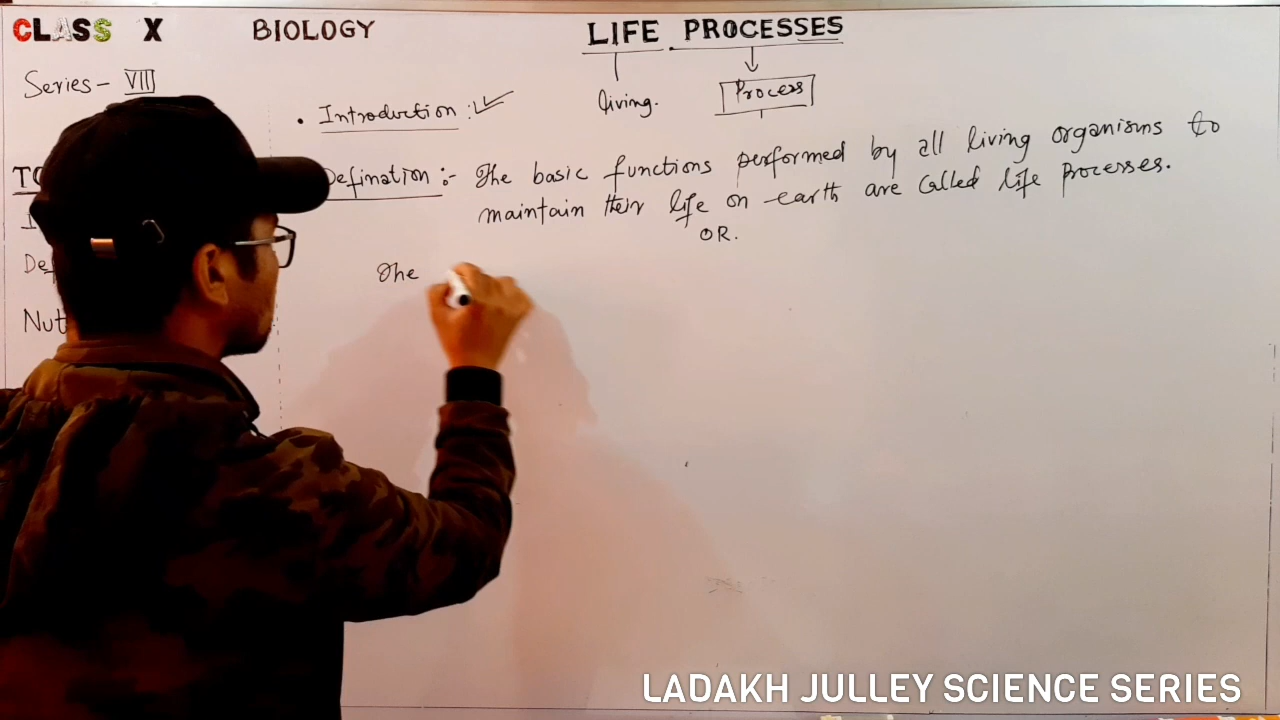 CLASS X BIOLOGY LIFE PROCESSES
Series - VIII
living. Process
• Introduction :
Defination :- The basic functions performed by all living organisms to
maintain their life on earth are called life processes.
OR.
The
LADAKH JULLEY SCIENCE SERIES